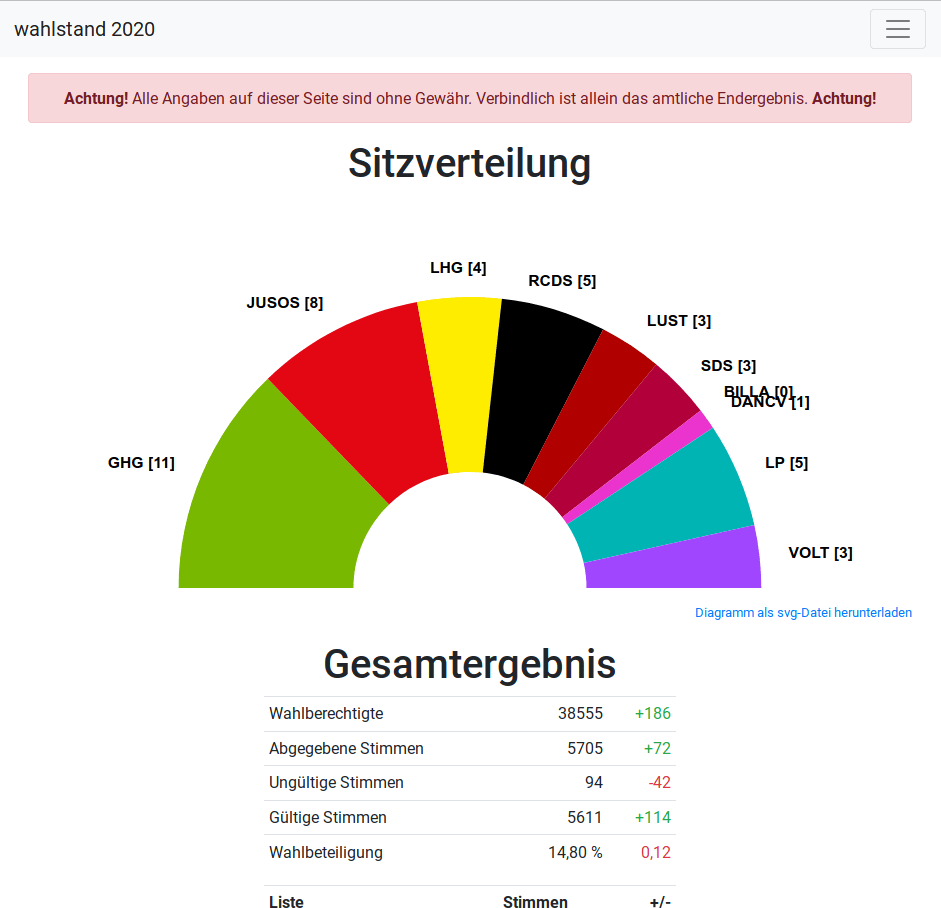 wahlstand 2020
Achtung! Alle Angaben auf dieser Seite sind ohne Gewähr. Verbindlich ist allein das amtliche Endergebnis. Achtung!
Sitzverteilung
LHG [4]
RCDS [5]
JUSOS [8]
LUST [3]
SDS [3]
BILLA [0]
DANCV [1]
GHG [11]
LP [5]
VOLT [3]
Diagramm als svg-Datei herunterladen
Gesamtergebnis
Wahlberechtigte 38555 +186
Abgegebene Stimmen 5705 +72
Ungültige Stimmen 94 -42
Gültige Stimmen 5611 +114
Wahlbeteiligung 14,80 % 0,12
Liste Stimmen +/-